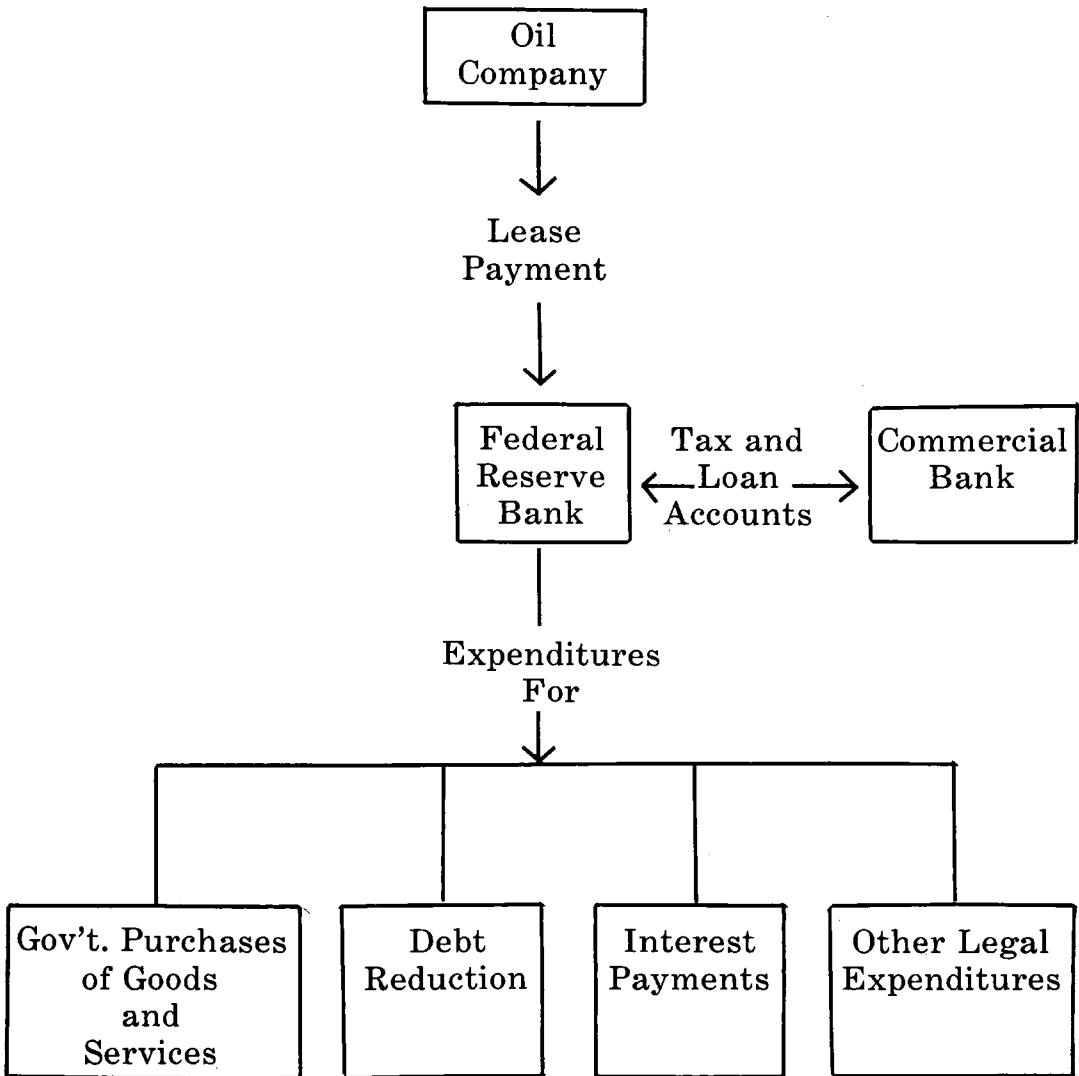 Oil
Company
Lease
Payment
Federal
Reserve
Bank
Tax and
Loan
Accounts
Commercial
Bank
Expenditures
For
Gov't. Purchases
of Goods
and
Services
Debt
Reduction
Interest
Payments
Other Legal
Expenditures